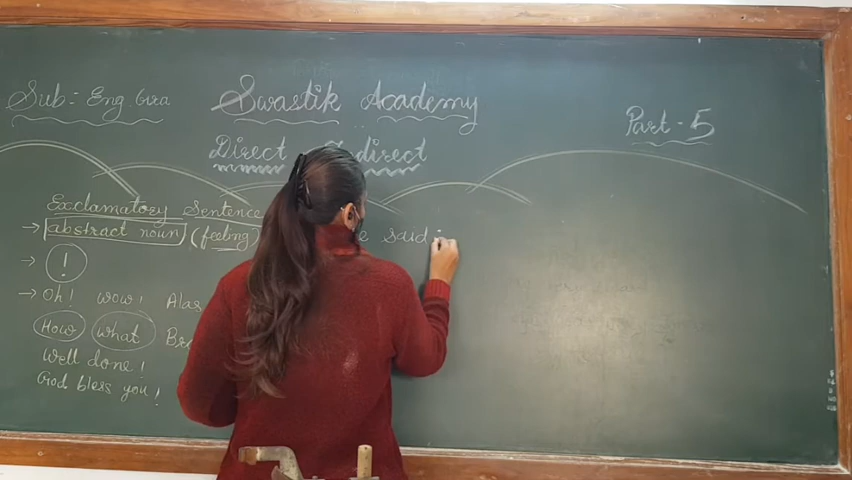 Sub:- Eng. Gra
Swastik Academy
Part - 5
Direct Indirect
Exclamatory Sentence
→ abstract noun (feeling)
said :
→ !
→ Oh! wow! Alas
How what
Well done!
God bless you!